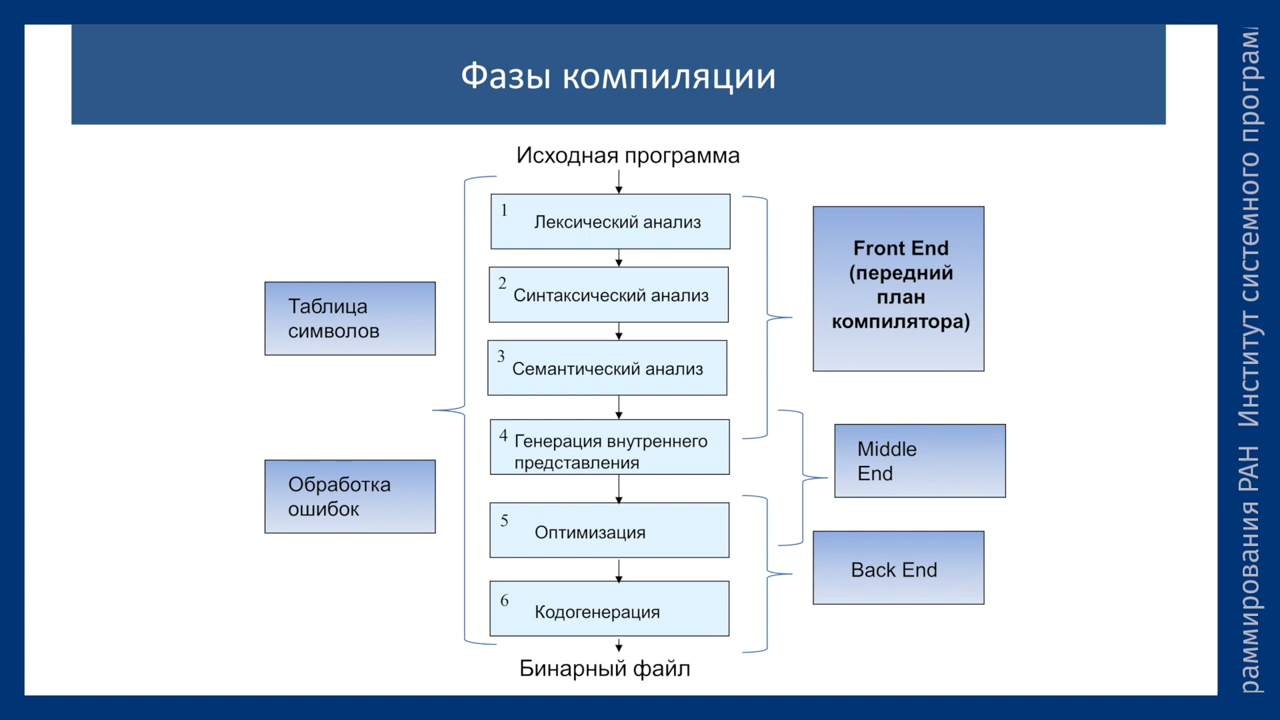 Фазы компиляции
Исходная программа
1
Лексический анализ
2
Синтаксический анализ
3
Семантический анализ
4
Генерация внутреннего
представления
5
Оптимизация
6
Кодогенерация
Бинарный файл
Таблица
символов
Обработка
ошибок
Front End
(передний
план
компилятора)
Middle
End
Back End
раммирования РАН Институт системного програм